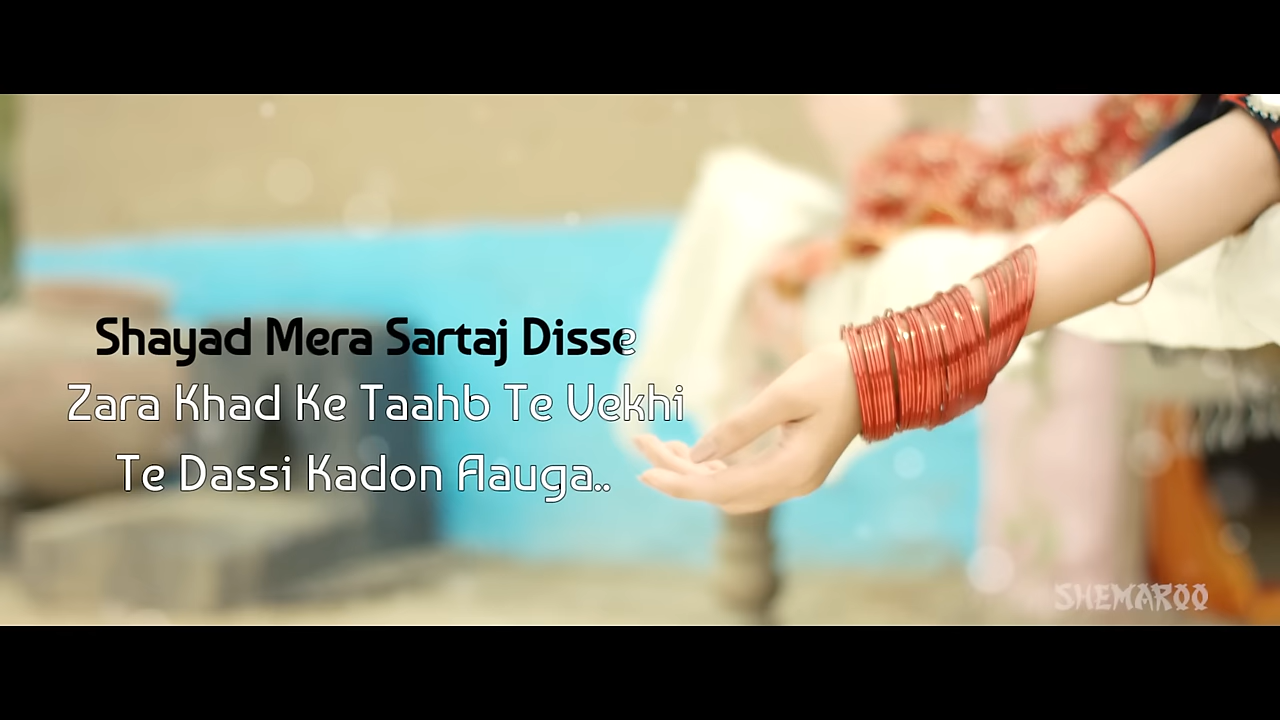 Shayad Mera Sartaj Disse
Zara Khad Ke Taahb Te Vekhi
Te Dassi Kadon Aauga..
SHEMAROO